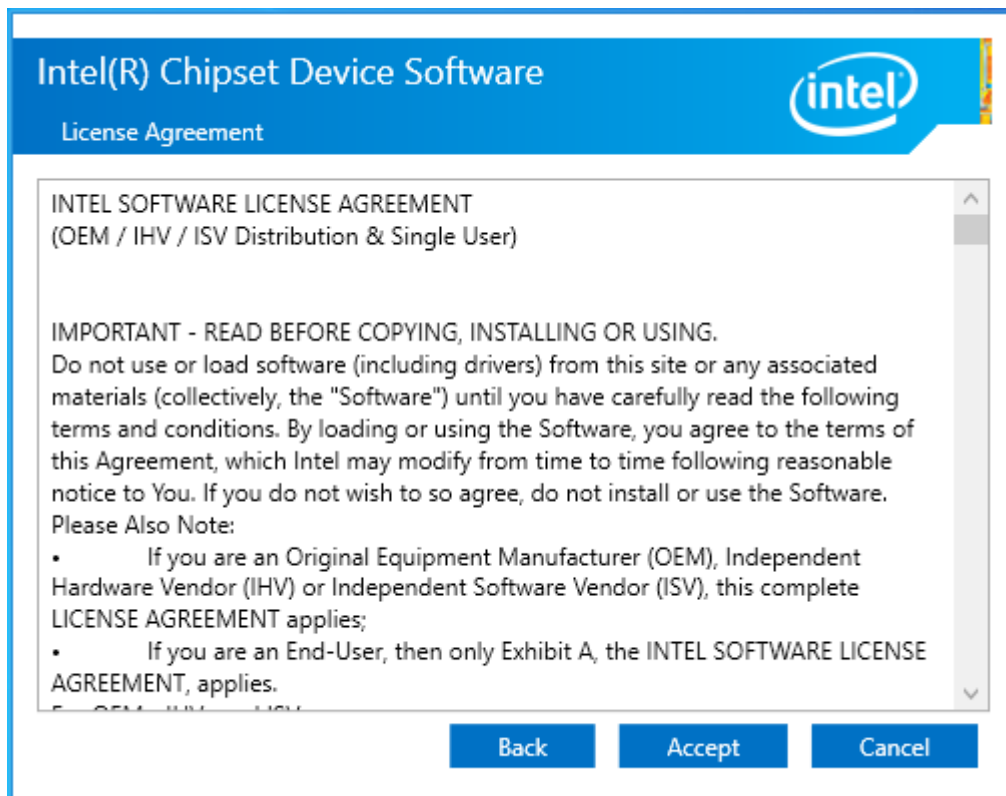 Intel(R) Chipset Device Software
intel
License Agreement
INTEL SOFTWARE LICENSE AGREEMENT
(OEM / IHV / ISV Distribution & Single User)
IMPORTANT - READ BEFORE COPYING, INSTALLING OR USING.
Do not use or load software (including drivers) from this site or any associated
materials (collectively, the "Software") until you have carefully read the following
terms and conditions. By loading or using the Software, you agree to the terms of
this Agreement, which Intel may modify from time to time following reasonable
notice to You. If you do not wish to so agree, do not install or use the Software.
Please Also Note:
• If you are an Original Equipment Manufacturer (OEM), Independent
Hardware Vendor (IHV) or Independent Software Vendor (ISV), this complete
LICENSE AGREEMENT applies;
• If you are an End-User, then only Exhibit A, the INTEL SOFTWARE LICENSE
AGREEMENT, applies.
Back Accept Cancel